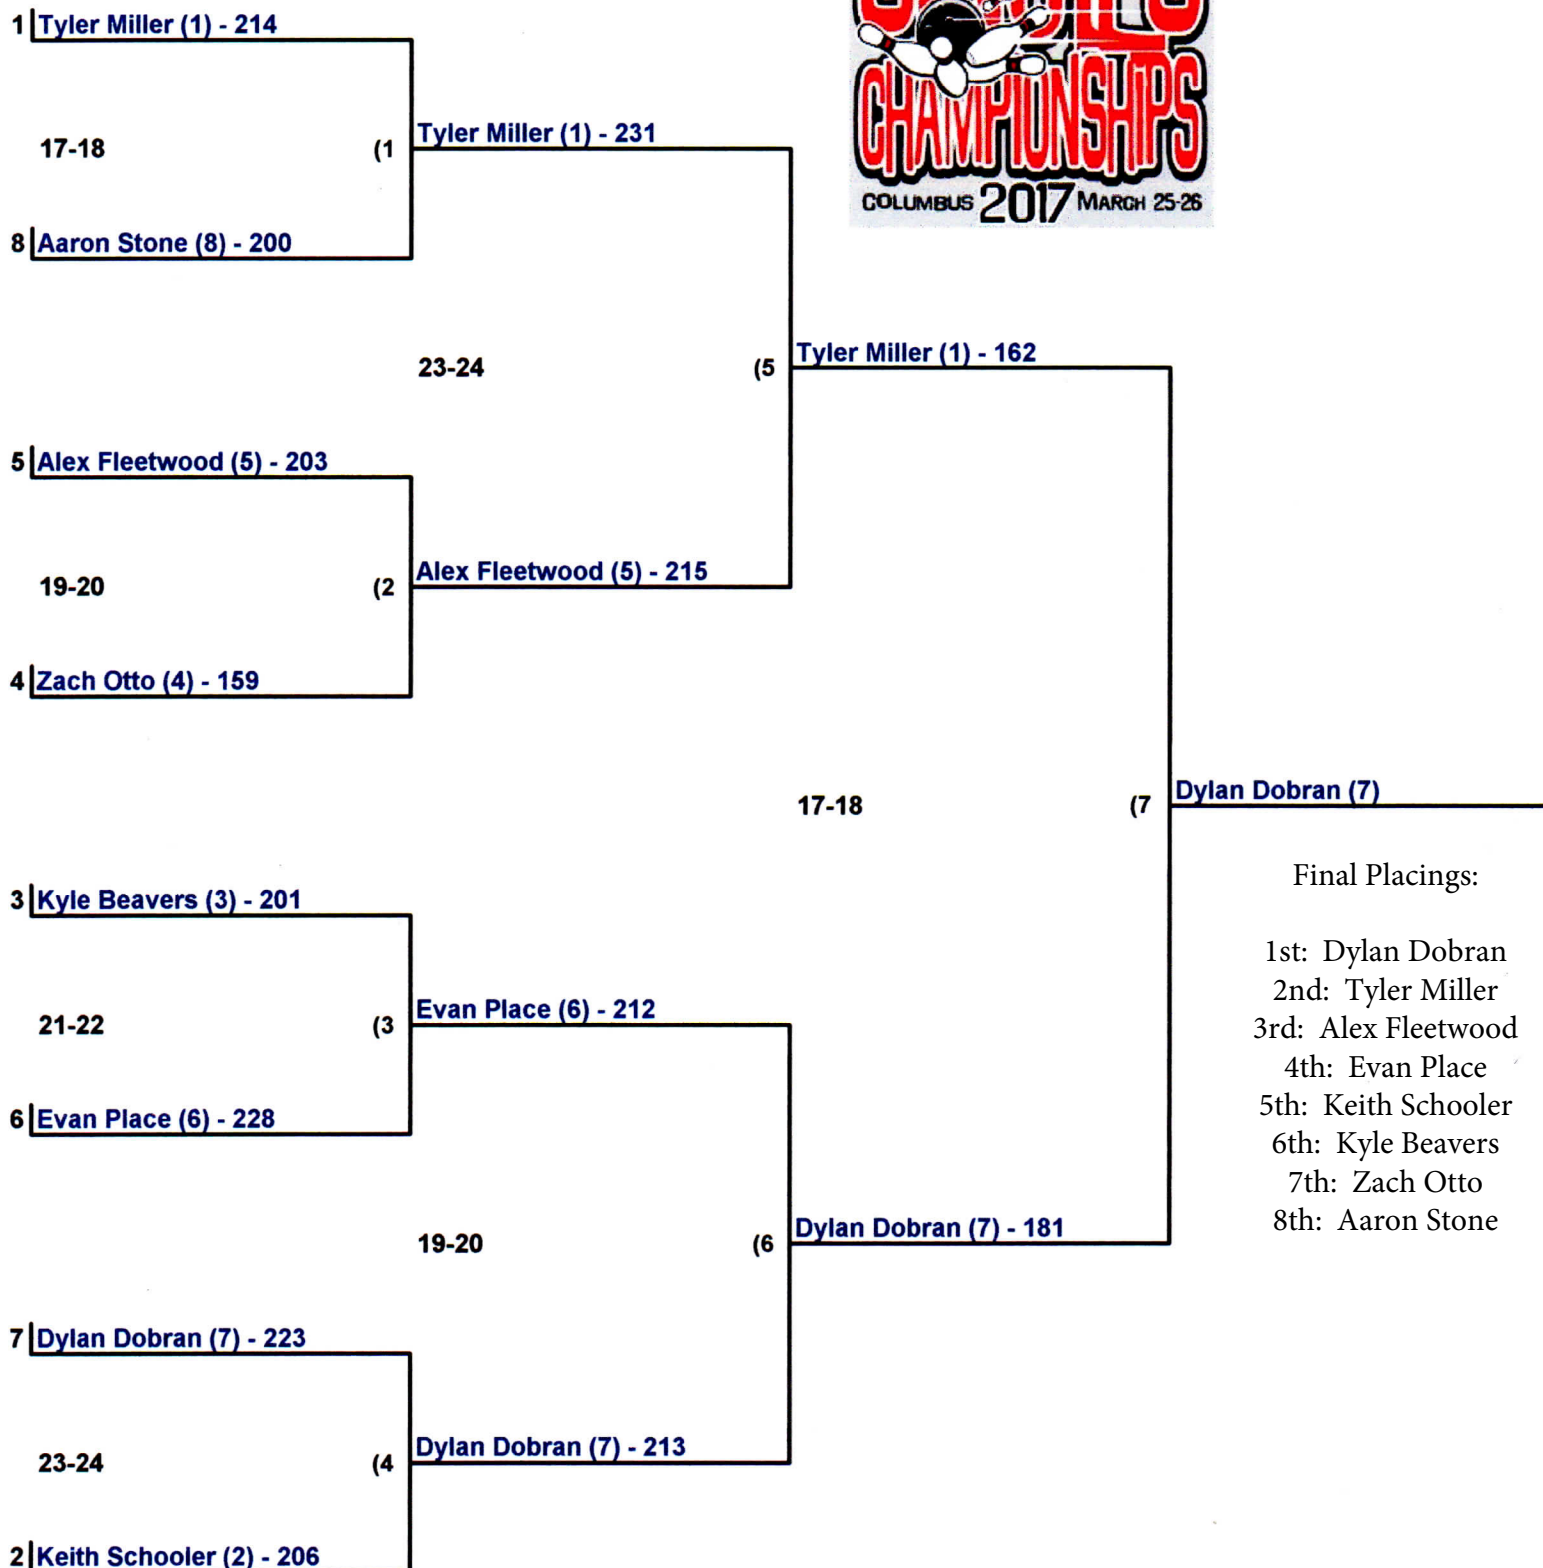 1 Tyler Miller (1) - 214
17-18 (1
8 Aaron Stone (8) - 200
Tyler Miller (1) - 231
23-24 (5
5 Alex Fleetwood (5) - 203
19-20 (2
4 Zach Otto (4) - 159
Alex Fleetwood (5) - 215
Tyler Miller (1) - 162
17-18 (7
3 Kyle Beavers (3) - 201
21-22 (3
6 Evan Place (6) - 228
Evan Place (6) - 212
19-20 (6
7 Dylan Dobran (7) - 223
23-24 (4
2 Keith Schooler (2) - 206
Dylan Dobran (7) - 213
Dylan Dobran (7) - 181
Dylan Dobran (7)
CHAMPIONSHIPS
COLUMBUS 2017 MARCH 25-26
Final Placings:
1st: Dylan Dobran
2nd: Tyler Miller
3rd: Alex Fleetwood
4th: Evan Place
5th: Keith Schooler
6th: Kyle Beavers
7th: Zach Otto
8th: Aaron Stone